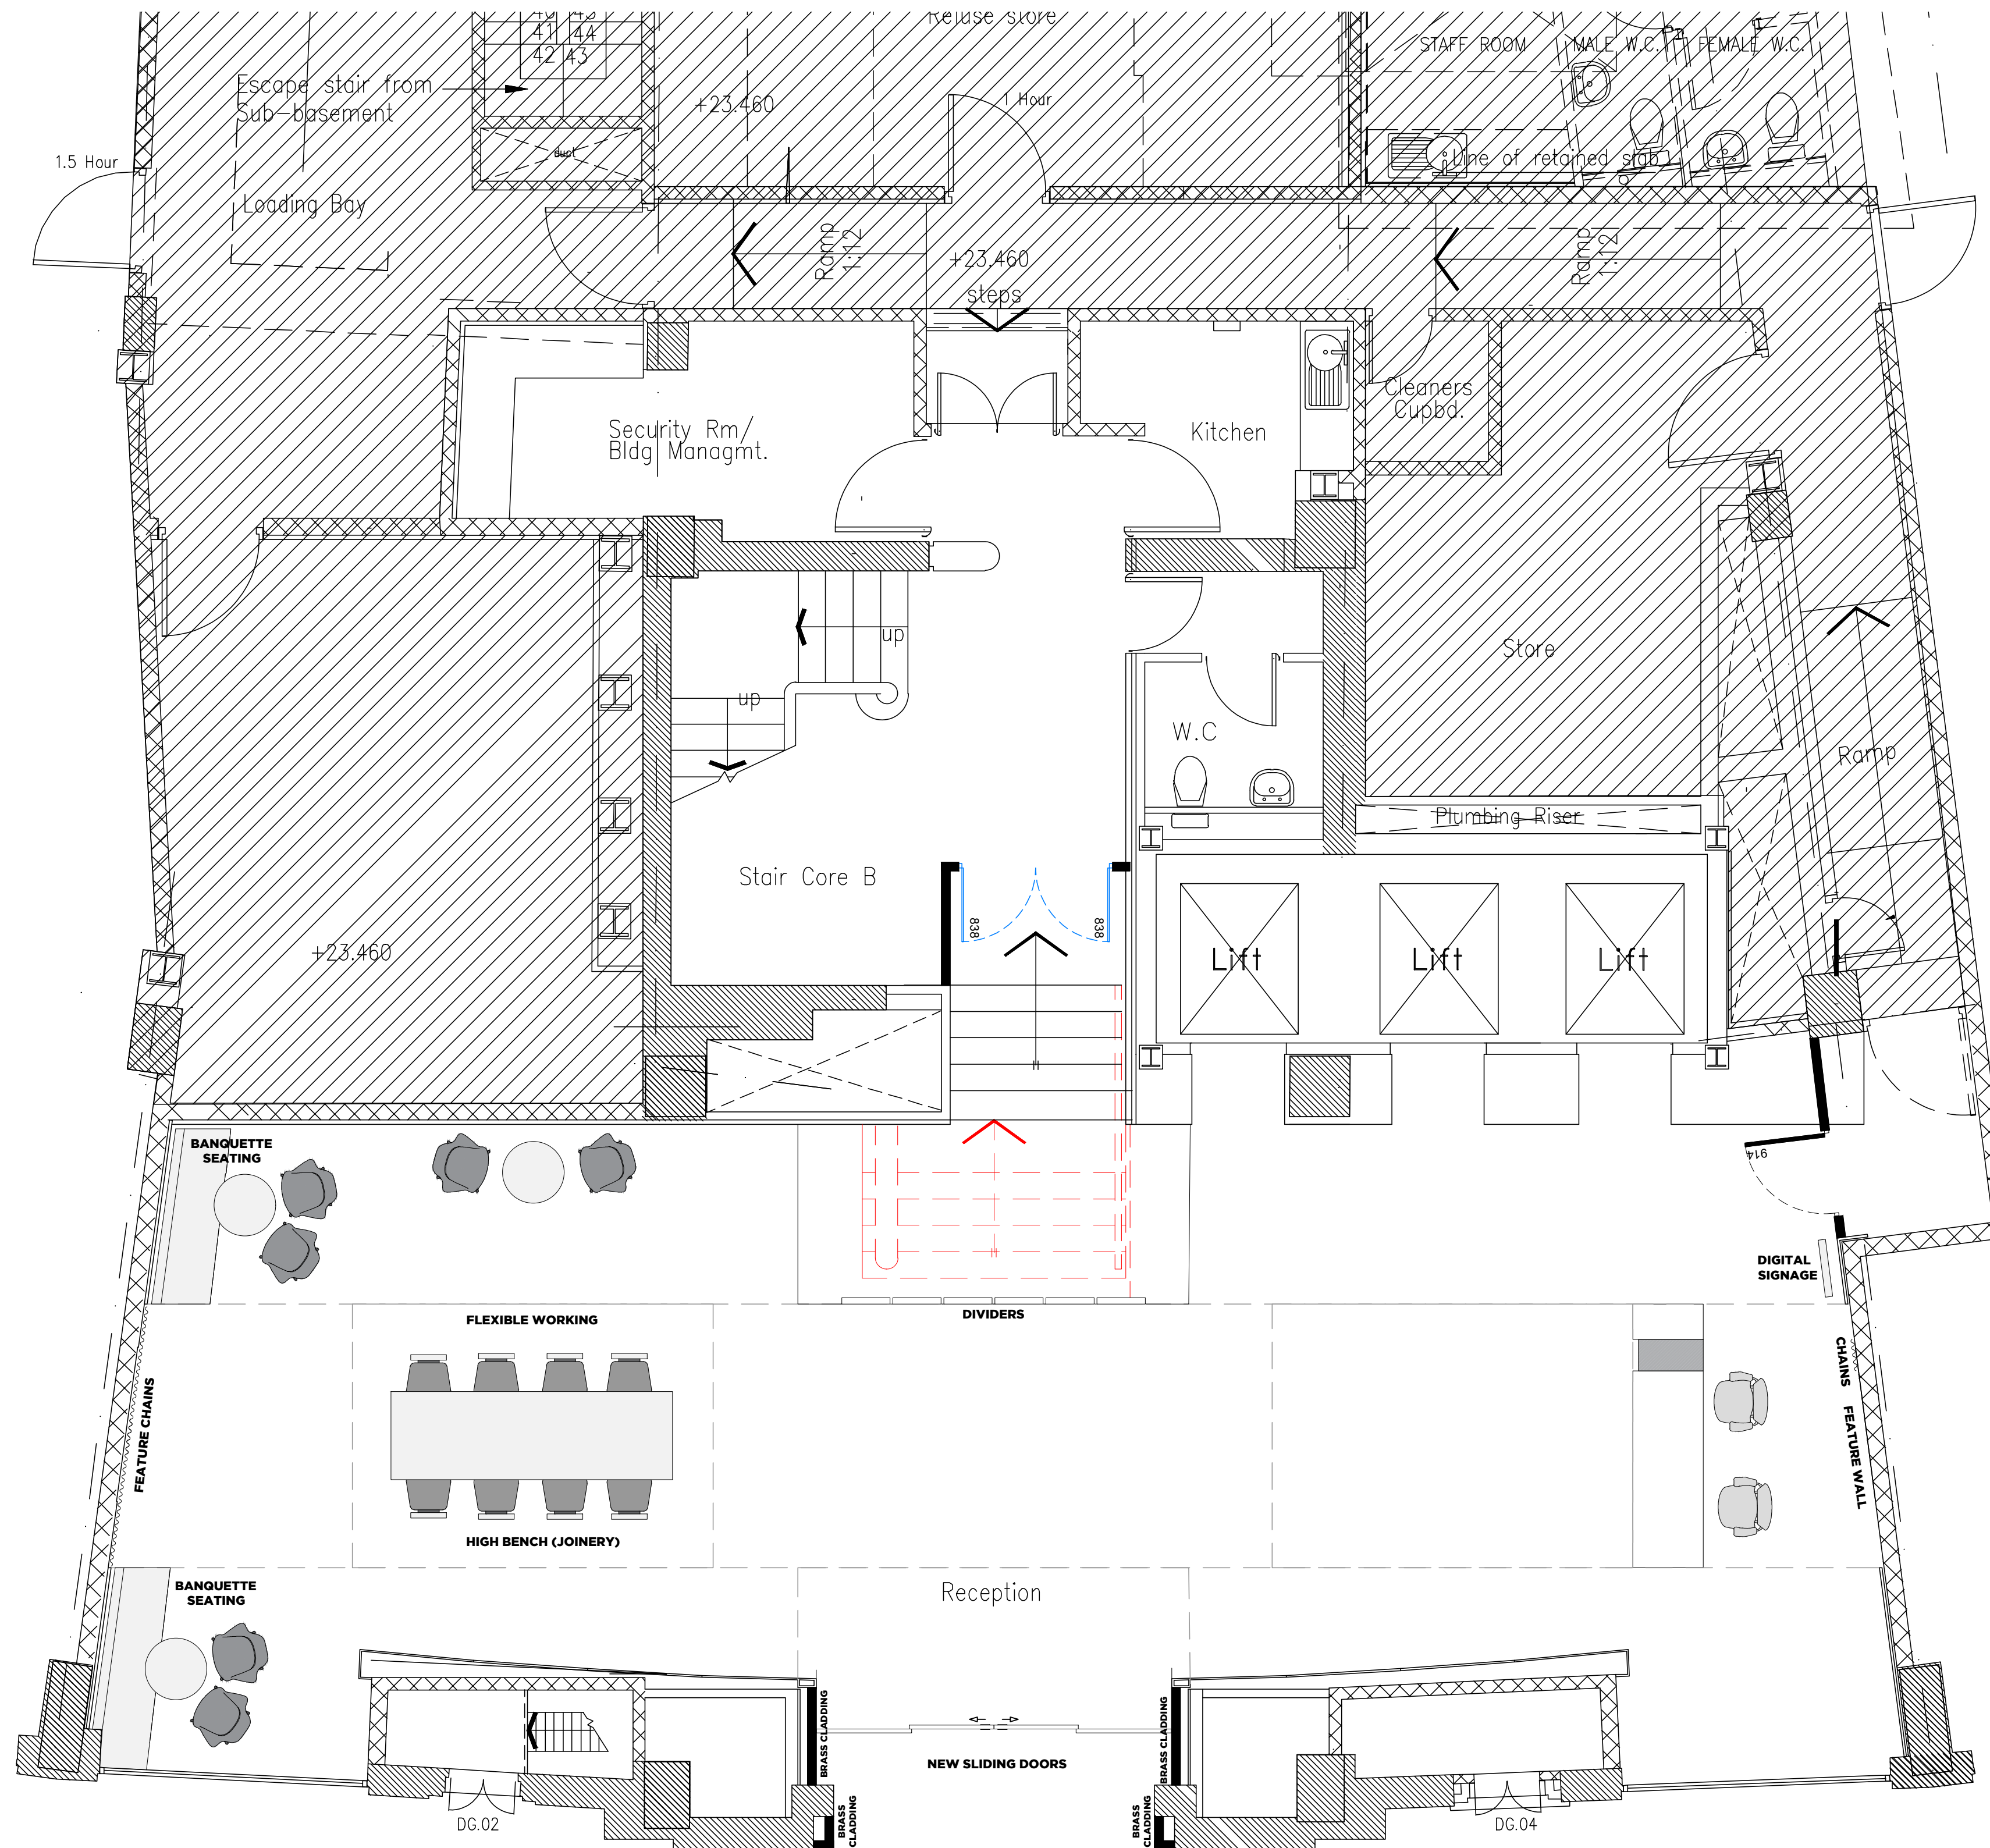 41 44
42 43
Refuse store
STAFF ROOM
MALE W.C.
FEMALE W.C.
Escape stair from
Sub-basement
+23.460
1 Hour
duct
Line of retained slab
1.5 Hour
Loading Bay
Ramp
1:12
+23.460
steps
Ramp
1:12
Security Rm/
Bldg Managmt.
Kitchen
Cleaners
Cupbd.
up
up
Store
W.C
Ramp
Plumbing Riser
Stair Core B
838
838
+23.460
Lift
Lift
Lift
BANQUETTE
SEATING
914
DIGITAL
SIGNAGE
FLEXIBLE WORKING
DIVIDERS
FEATURE CHAINS
CHAINS
FEATURE WALL
HIGH BENCH (JOINERY)
BANQUETTE
SEATING
Reception
BRASS CLADDING
BRASS CLADDING
NEW SLIDING DOORS
BRASS
CLADDING
BRASS
CLADDING
DG.02
DG.04